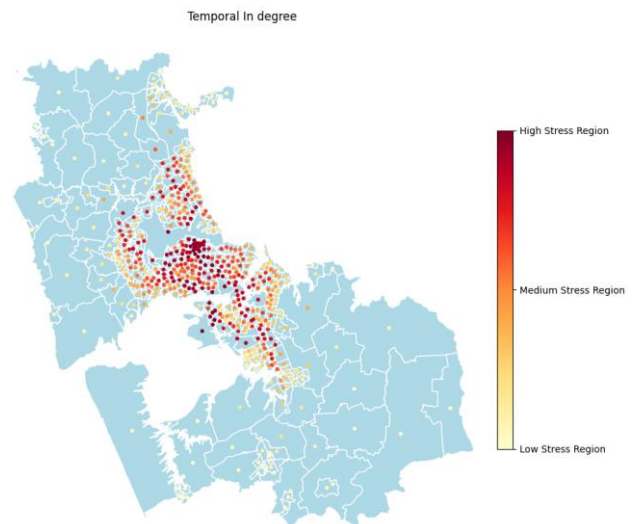 Temporal In degree
High Stress Region
Medium Stress Region
Low Stress Region